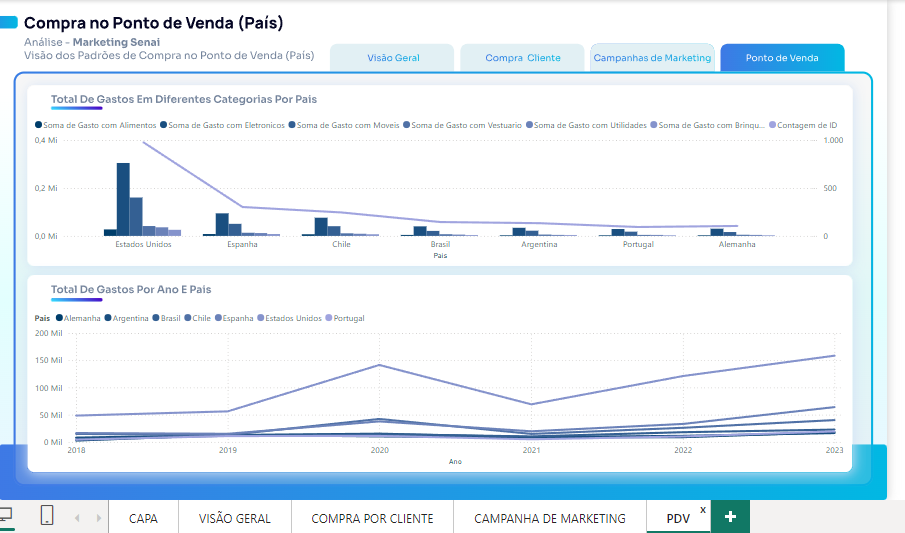 Compra no Ponto de Venda (País)
Análise - Marketing Senai
Visão dos Padrões de Compra no Ponto de Venda (País)
Visão Geral
Compra Cliente
Campanhas de Marketing
Ponto de Venda
Total De Gastos Em Diferentes Categorias Por Pais
Soma de Gasto com Alimentos Soma de Gasto com Eletronicos Soma de Gasto com Moveis Soma de Gasto com Vestuario Soma de Gasto com Utilidades Soma de Gasto com Brinqu... Contagem de ID
0,4 Mi 1.000
0,2 Mi 500
0,0 Mi 0
Estados Unidos Espanha Chile Brasil Argentina Portugal Alemanha
Pais
Total De Gastos Por Ano E Pais
Pais Alemanha Argentina Brasil Chile Espanha Estados Unidos Portugal
200 Mil
150 Mil
100 Mil
50 Mil
0 Mil
2018 2019 2020 2021 2022 2023
Ano
CAPA
VISÃO GERAL
COMPRA POR CLIENTE
CAMPANHA DE MARKETING
PDV
x
+